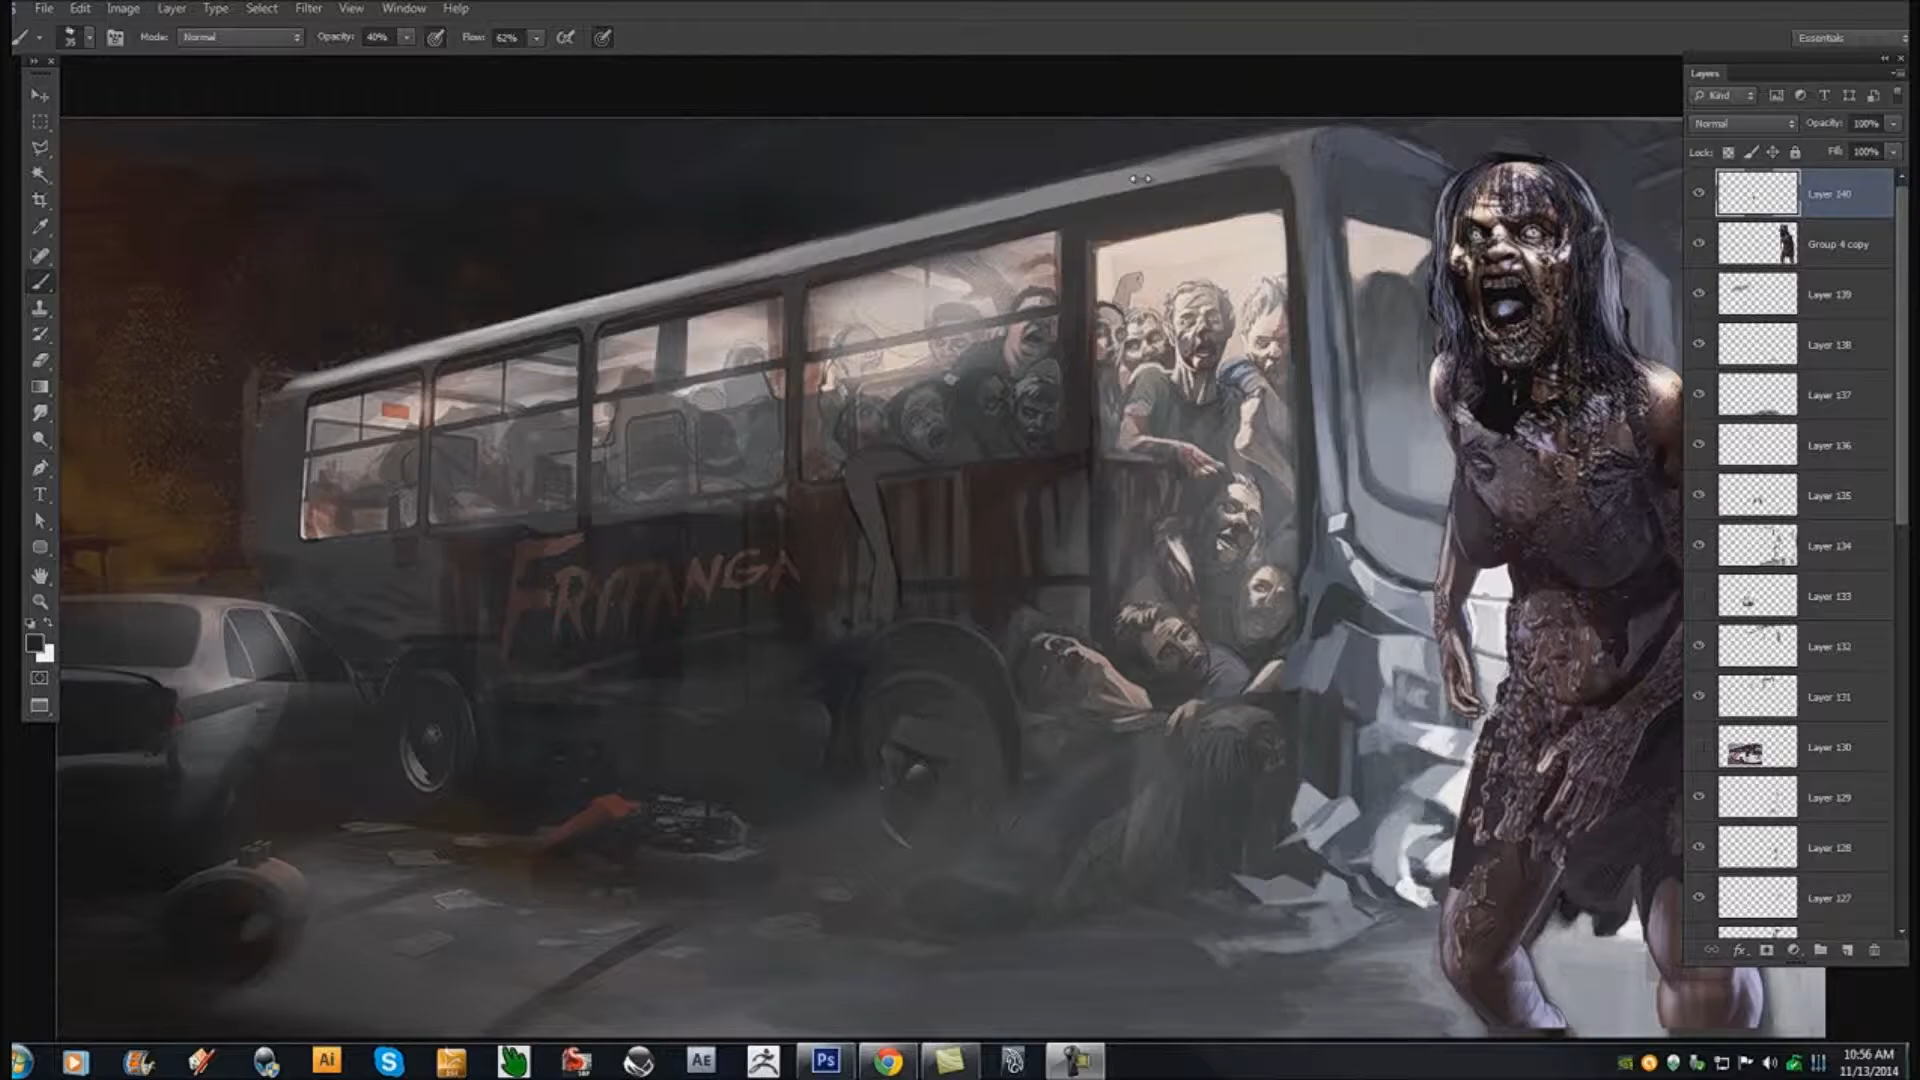 File Edit Image Layer Type Select Filter View Window Help
35 Mode: Normal Opacity: 40% Flow: 62% Essentials
Layers
Kind
Normal Opacity: 100%
Lock: Fill: 100%
Layer 140
Group 4 copy
Layer 139
Layer 138
Layer 137
Layer 136
Layer 135
Layer 134
Layer 133
Layer 132
Layer 131
Layer 130
Layer 129
Layer 128
Layer 127
FRYTANGA
T
Ai
AE
Ps
10:56 AM
11/13/2014